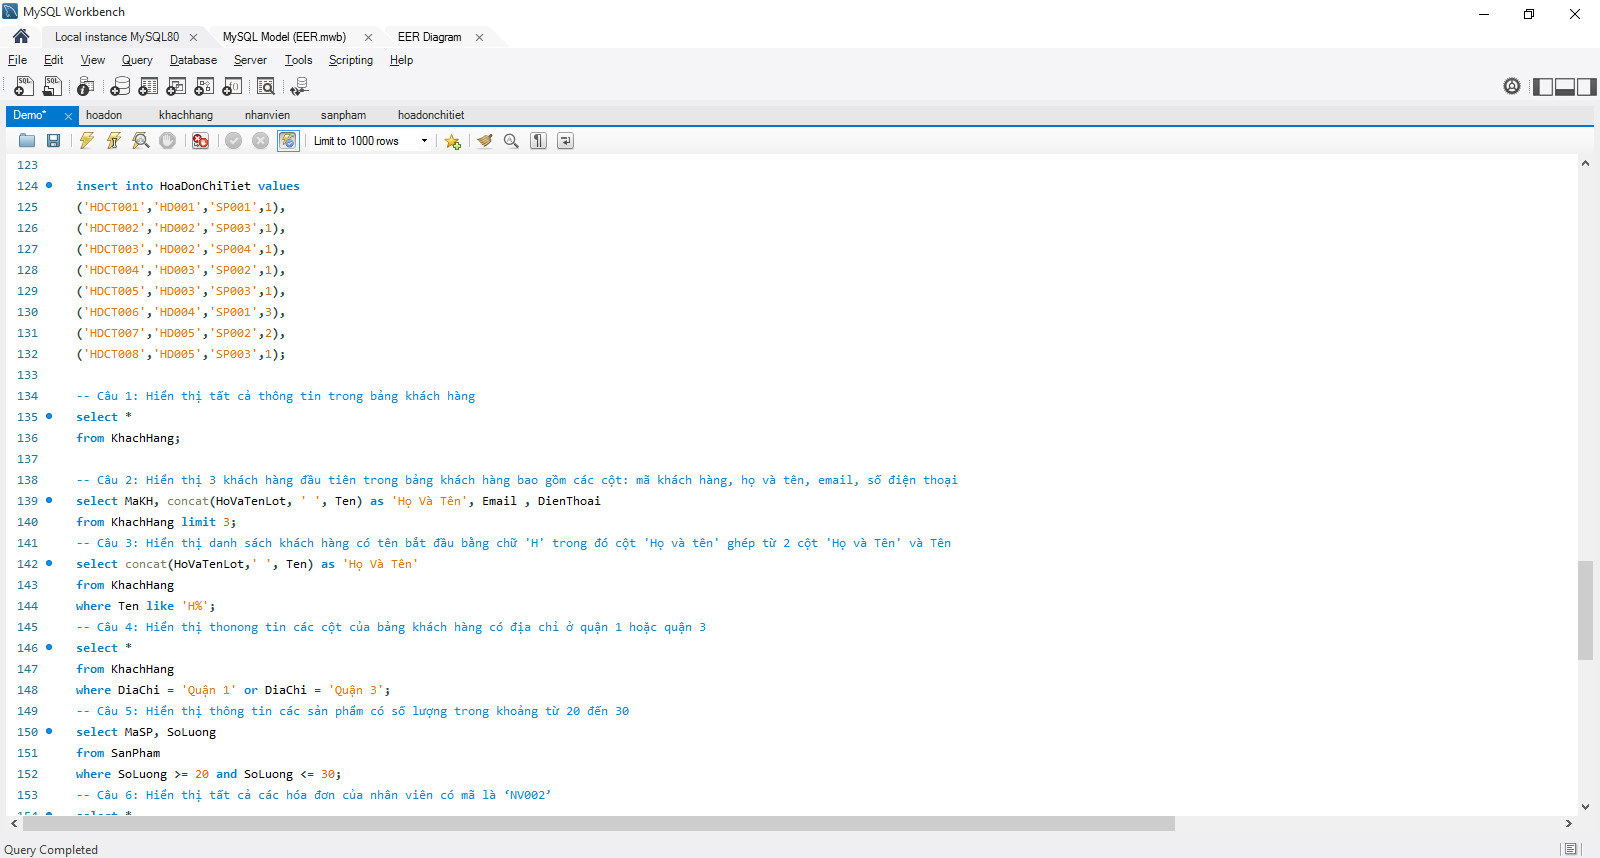 MySQL Workbench
Local instance MySQL80
MySQL Model (EER.mwb)
EER Diagram
File Edit View Query Database Server Tools Scripting Help
Demo* hoadon khachhang nhanvien sanpham hoadonchitiet
Limit to 1000 rows
123
124 insert into HoaDonChiTiet values
125 ('HDCT001','HD001','SP001',1),
126 ('HDCT002','HD002','SP003',1),
127 ('HDCT003','HD002','SP004',1),
128 ('HDCT004','HD003','SP002',1),
129 ('HDCT005','HD003','SP003',1),
130 ('HDCT006','HD004','SP001',3),
131 ('HDCT007','HD005','SP002',2),
132 ('HDCT008','HD005','SP003',1);
133
134 -- Câu 1: Hiển thị tất cả thông tin trong bảng khách hàng
135 select *
136 from KhachHang;
137
138 -- Câu 2: Hiển thị 3 khách hàng đầu tiên trong bảng khách hàng bao gồm các cột: mã khách hàng, họ và tên, email, số điện thoại
139 select MaKH, concat(HoVaTenLot, ' ', Ten) as 'Họ Và Tên', Email , DienThoai
140 from KhachHang limit 3;
141 -- Câu 3: Hiển thị danh sách khách hàng có tên bắt đầu bằng chữ 'H' trong đó cột 'Họ và tên' ghép từ 2 cột 'Họ và Tên' và Tên
142 select concat(HoVaTenLot,' ', Ten) as 'Họ Và Tên'
143 from KhachHang
144 where Ten like 'H%';
145 -- Câu 4: Hiển thị thonong tin các cột của bảng khách hàng có địa chỉ ở quận 1 hoặc quận 3
146 select *
147 from KhachHang
148 where DiaChi = 'Quận 1' or DiaChi = 'Quận 3';
149 -- Câu 5: Hiển thị thông tin các sản phẩm có số lượng trong khoảng từ 20 đến 30
150 select MaSP, SoLuong
151 from SanPham
152 where SoLuong >= 20 and SoLuong <= 30;
153 -- Câu 6: Hiển thị tất cả các hóa đơn của nhân viên có mã là ‘NV002’
154 select *
Query Completed